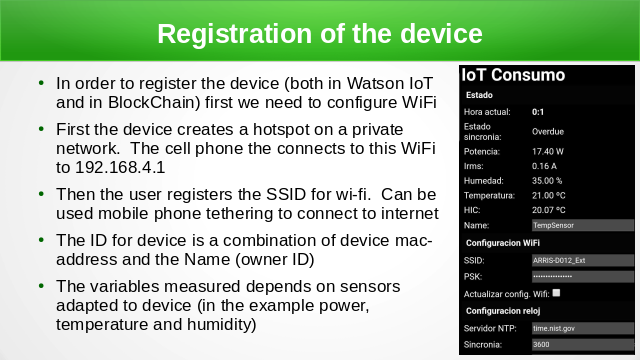 Registration of the device
In order to register the device (both in Watson IoT
and in BlockChain) first we need to configure WiFi
First the device creates a hotspot on a private
network.  The cell phone the connects to this WiFi
to 192.168.4.1
Then the user registers the SSID for wi-fi.  Can be
used mobile phone tethering to connect to internet
The ID for device is a combination of device mac-
address and the Name (owner ID)
The variables measured depends on sensors
adapted to device (in the example power,
temperature and humidity)
IoT Consumo
Estado
Hora actual: 0:1
Estado
sincronia: Overdue
Potencia: 17.40 W
Irms: 0.16 A
Humedad: 35.00 %
Temperatura: 21.00 ºC
HIC: 20.07 ºC
Name: TempSensor
Configuracion WiFi
SSID: ARRIS-D012_Ext
PSK: ••••••••••••••••
Actualizar config. Wifi:
Configuracion reloj
Servidor NTP: time.nist.gov
Sincronia: 3600